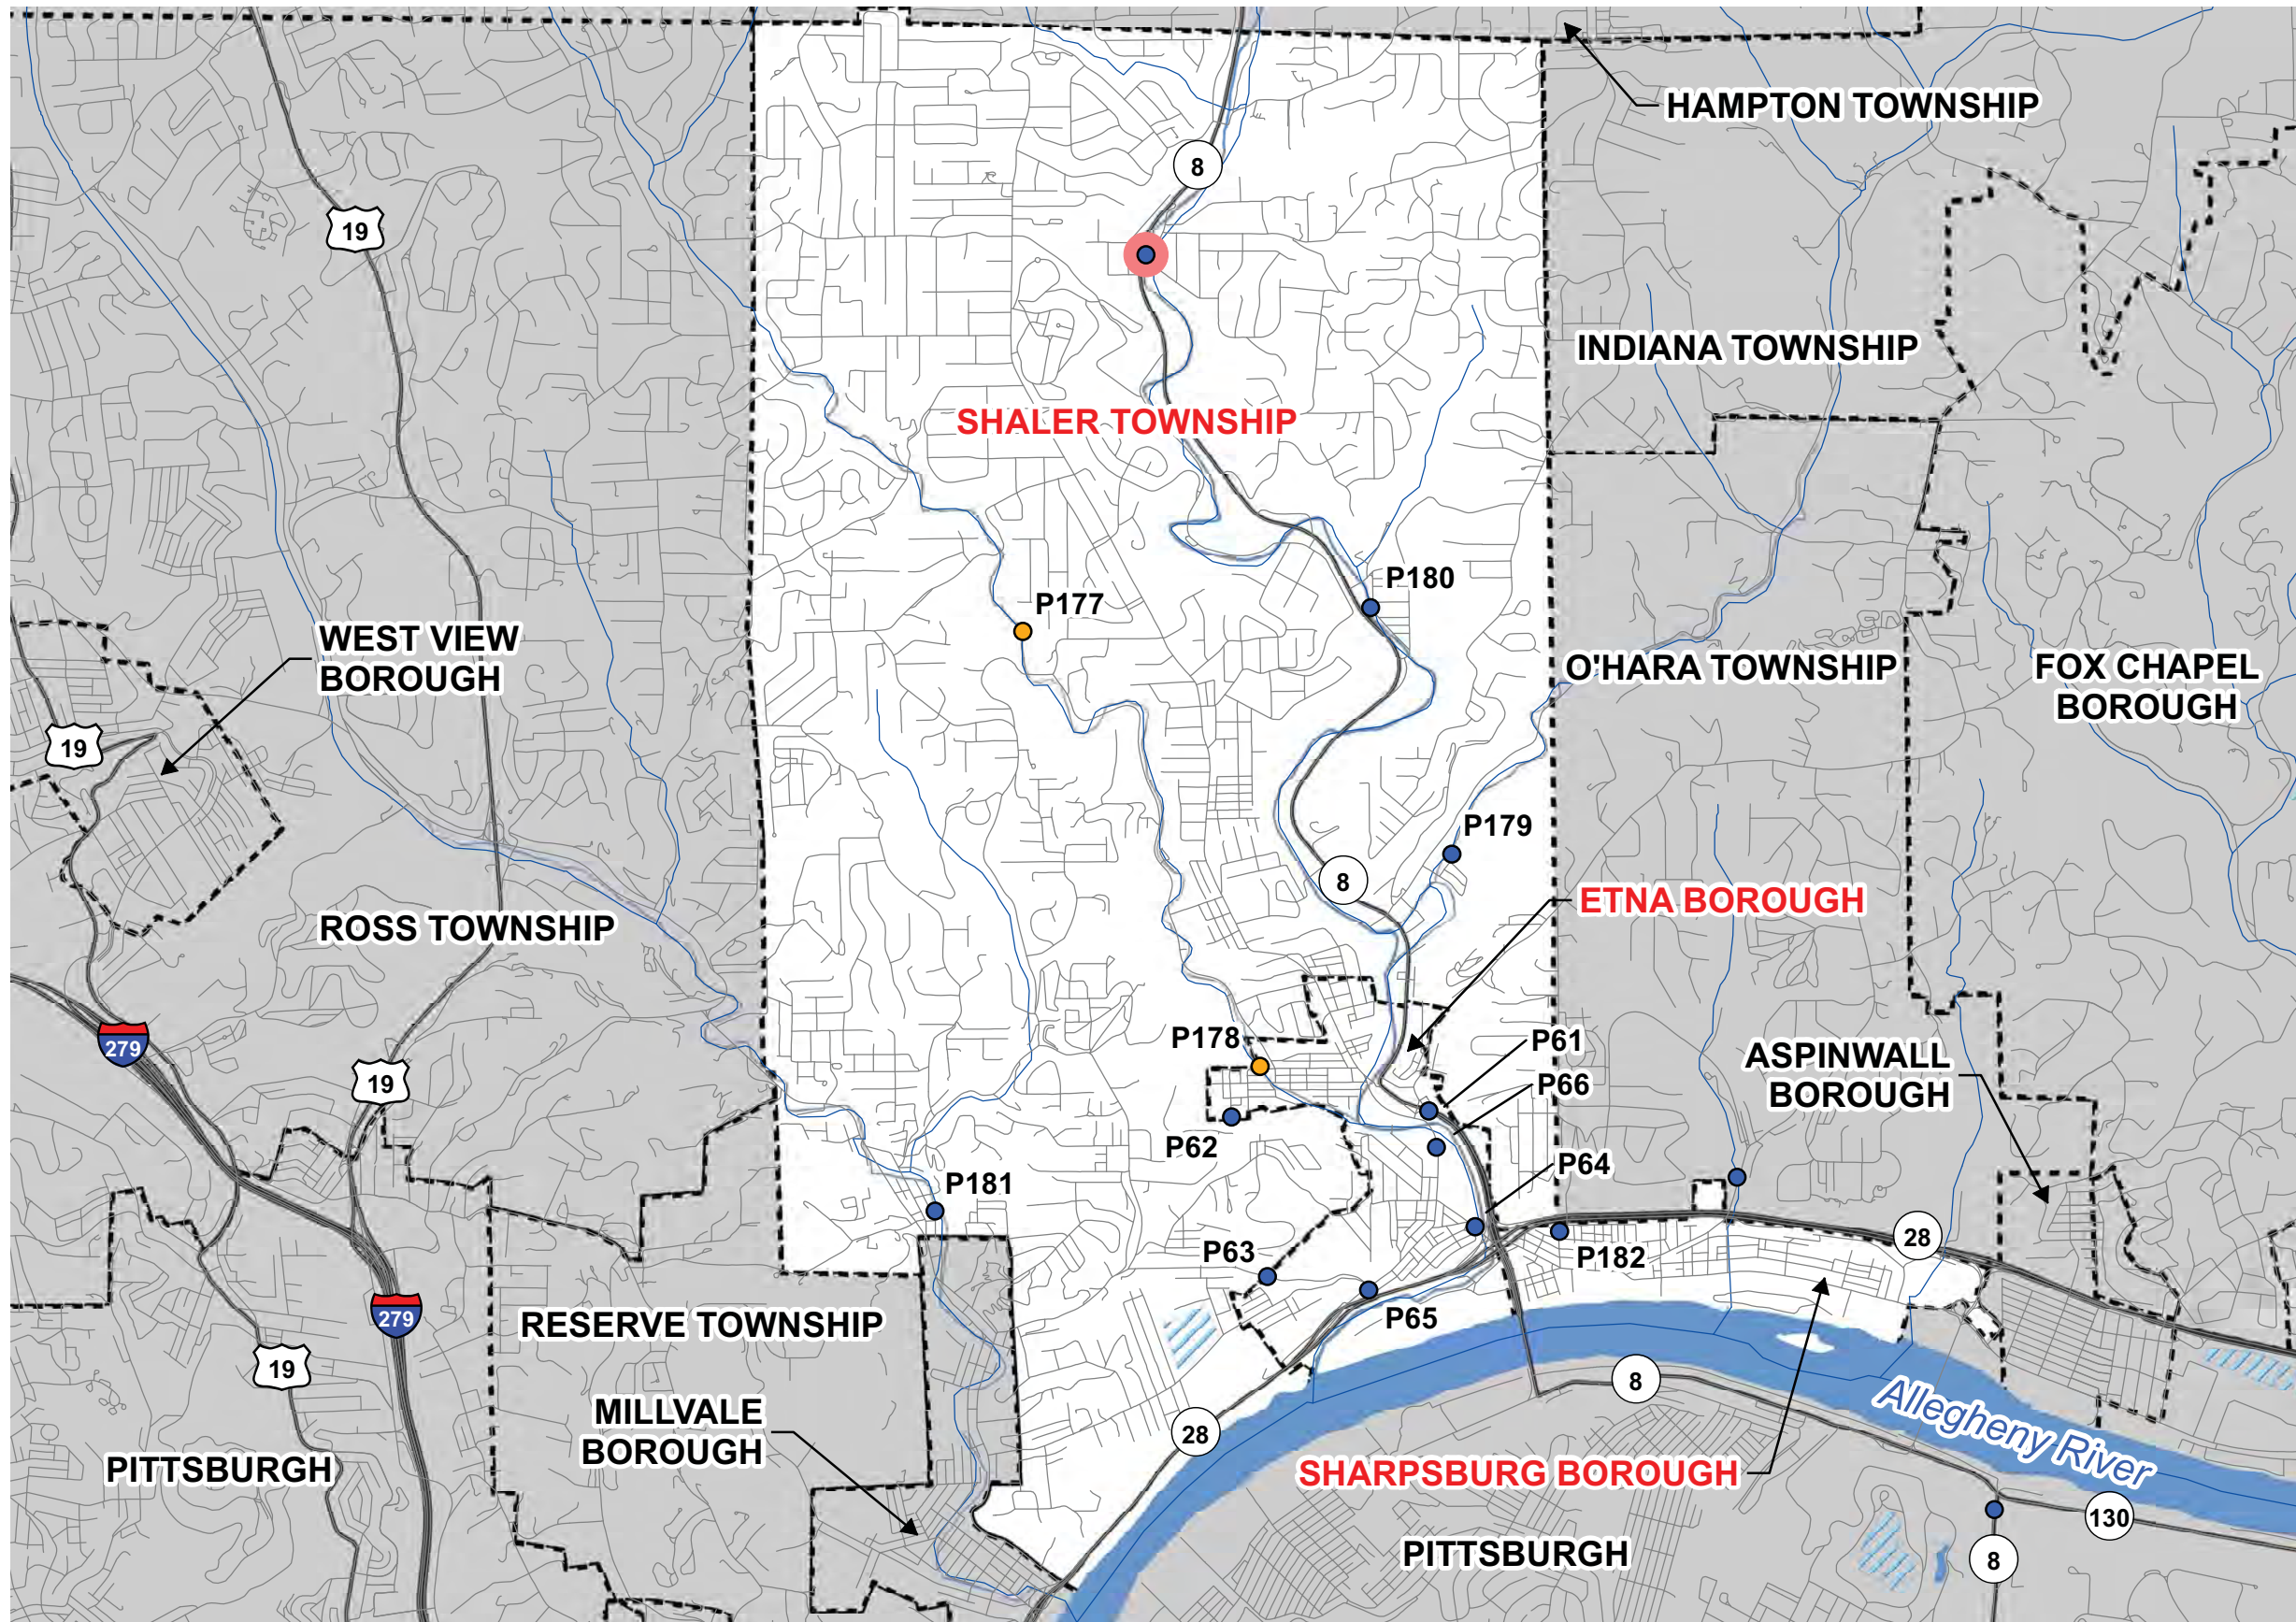 HAMPTON TOWNSHIP
8
19
INDIANA TOWNSHIP
SHALER TOWNSHIP
P180
P177
WEST VIEW
BOROUGH
O'HARA TOWNSHIP
FOX CHAPEL
BOROUGH
19
P179
8
ETNA BOROUGH
ROSS TOWNSHIP
P178
P61
279
ASPINWALL
BOROUGH
19
P66
P62
P64
P181
28
P63
P182
279
P65
RESERVE TOWNSHIP
19
8
Allegheny River
MILLVALE
BOROUGH
28
PITTSBURGH
SHARPSBURG BOROUGH
130
PITTSBURGH
8